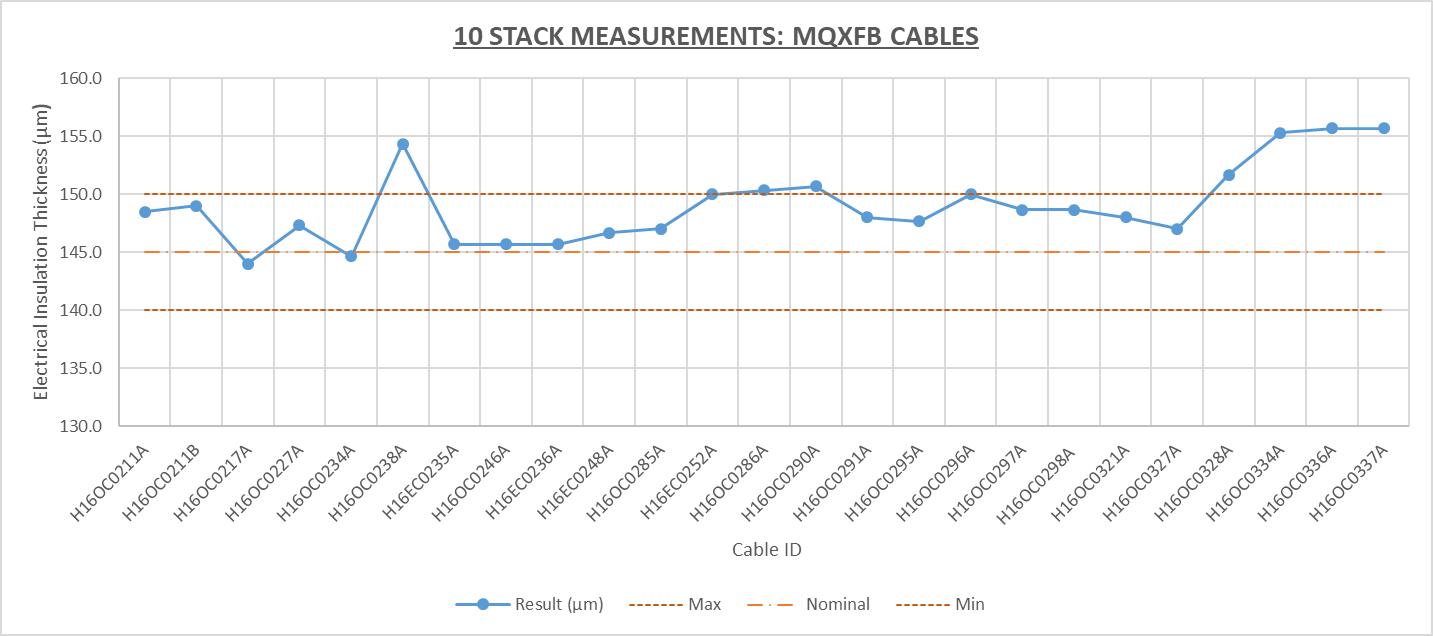 10 STACK MEASUREMENTS: MQXFB CABLES
Electrical Insulation Thickness (µm)
160.0
155.0
150.0
145.0
140.0
135.0
130.0
H16OC0211A
H16OC0211B
H16OC0217A
H16OC0227A
H16OC0234A
H16OC0238A
H16EC0235A
H16OC0246A
H16EC0236A
H16EC0248A
H16OC0285A
H16EC0252A
H16OC0286A
H16OC0290A
H16OC0291A
H16OC0295A
H16OC0296A
H16OC0297A
H16OC0298A
H16OC0321A
H16OC0327A
H16OC0328A
H16OC0334A
H16OC0336A
H16OC0337A
Cable ID
Result (µm) Max Nominal Min